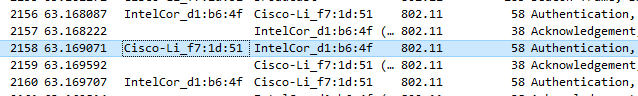 2156 63.168087 IntelCor_d1:b6:4f Cisco-Li_f7:1d:51 802.11 58 Authentication,
2157 63.168222 IntelCor_d1:b6:4f (… 802.11 38 Acknowledgement,
2158 63.169071 Cisco-Li_f7:1d:51 IntelCor_d1:b6:4f 802.11 58 Authentication,
2159 63.169592 Cisco-Li_f7:1d:51 (… 802.11 38 Acknowledgement,
2160 63.169707 IntelCor_d1:b6:4f Cisco-Li_f7:1d:51 802.11 58 Authentication,